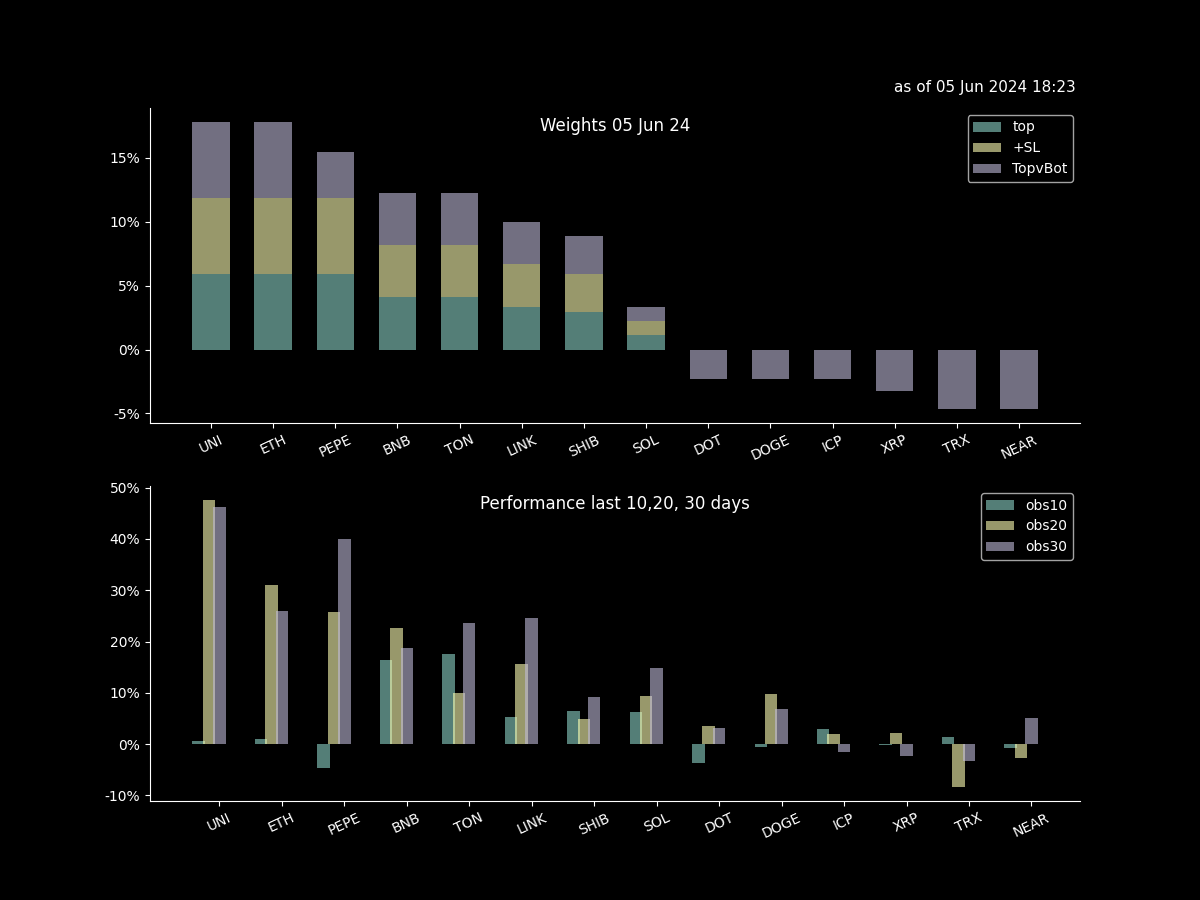 as of 05 Jun 2024 18:23
Weights 05 Jun 24
top
+SL
TopvBot
15%
10%
5%
0%
-5%
UNI ETH PEPE BNB TON LINK SHIB SOL DOT DOGE ICP XRP TRX NEAR
Performance last 10,20, 30 days
obs10
obs20
obs30
50%
40%
30%
20%
10%
0%
-10%
UNI ETH PEPE BNB TON LINK SHIB SOL DOT DOGE ICP XRP TRX NEAR